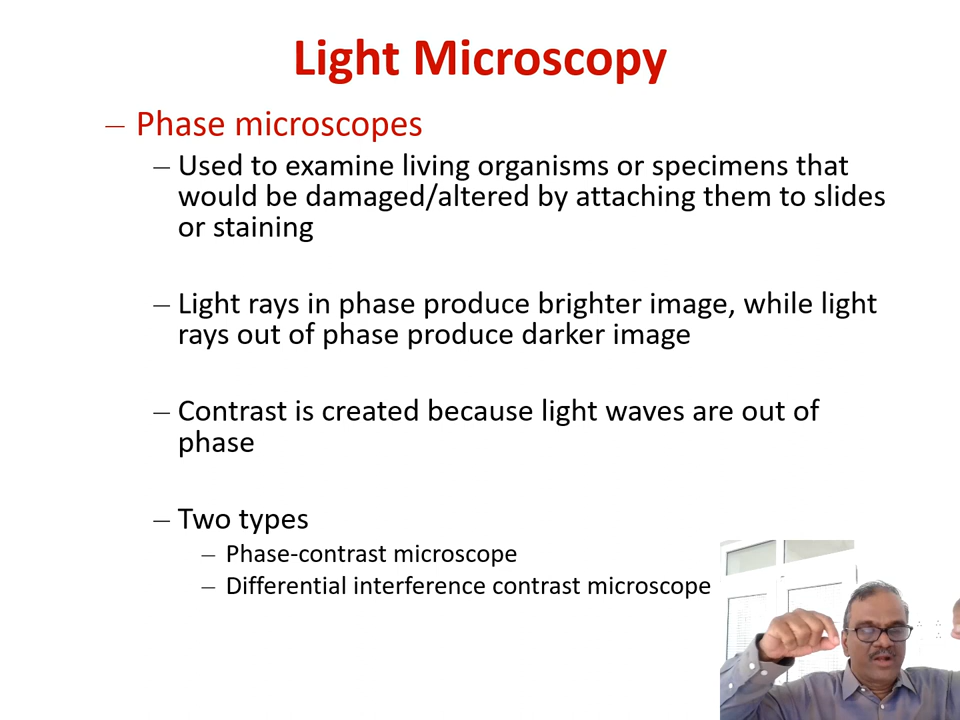 Light Microscopy
– Phase microscopes
– Used to examine living organisms or specimens that
would be damaged/altered by attaching them to slides
or staining
– Light rays in phase produce brighter image, while light
rays out of phase produce darker image
– Contrast is created because light waves are out of
phase
– Two types
– Phase-contrast microscope
– Differential interference contrast microscope